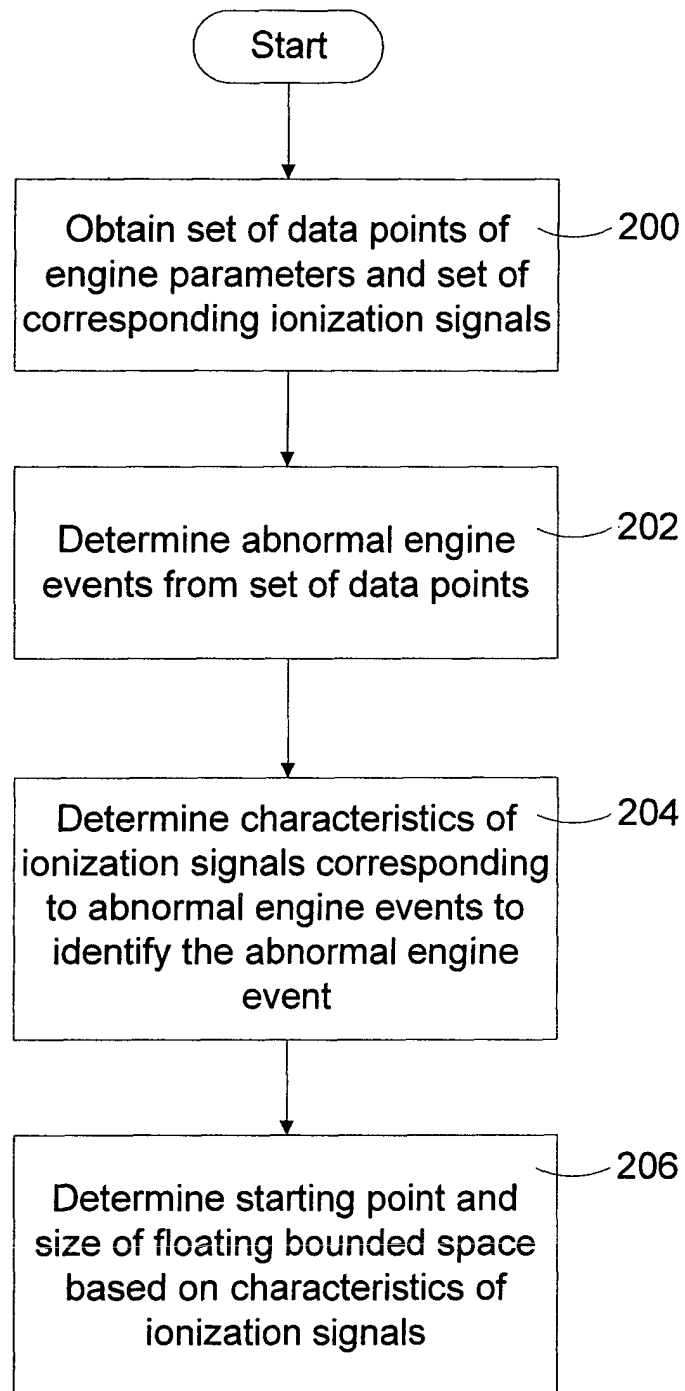 Start
Obtain set of data points of
engine parameters and set of
corresponding ionization signals
200
Determine abnormal engine
events from set of data points
202
Determine characteristics of
ionization signals corresponding
to abnormal engine events to
identify the abnormal engine
event
204
Determine starting point and
size of floating bounded space
based on characteristics of
ionization signals
206